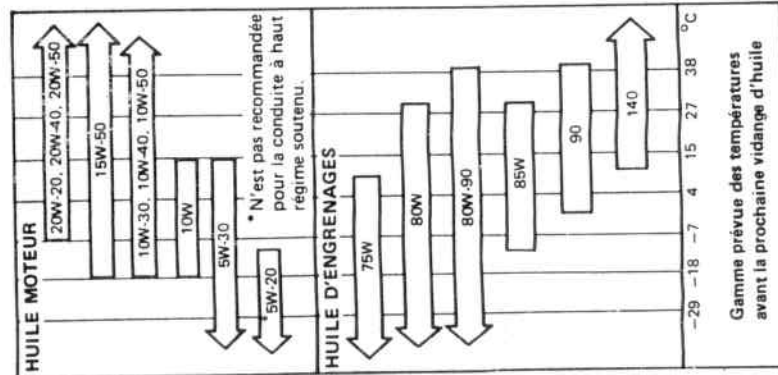 HUILE MOTEUR
20W-20, 20W-40, 20W-50
15W-50
10W-30, 10W-40, 10W-50
10W
5W-30
*5W-20
* N'est pas recommandée
pour la conduite à haut
régime soutenu.
HUILE D'ENGRENAGES
75W
80W
80W-90
85W
90
140
-29 -18 -7 4 15 27 38 °C
Gamme prévue des températures
avant la prochaine vidange d'huile